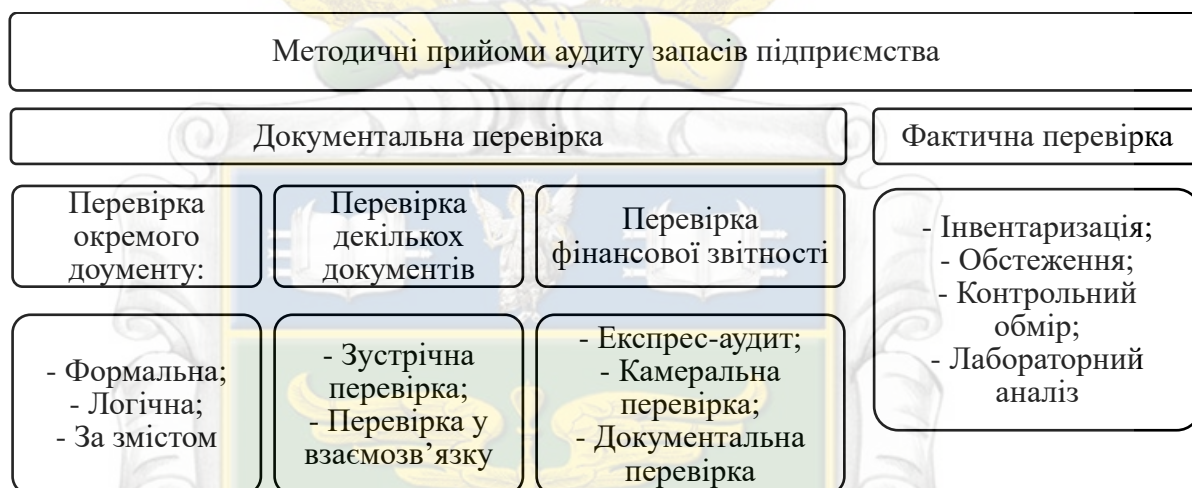 Методичні прийоми аудиту запасів підприємства
Документальна перевірка
Фактична перевірка
Перевірка
окремого
доументу:
Перевірка
декількох
документів
Перевірка
фінансової звітності
- Інвентаризація;
- Обстеження;
- Контрольний
обмір;
- Лабораторний
аналіз
- Формальна;
- Логічна;
- За змістом
- Зустрічна
перевірка;
- Перевірка у
взаємозв’язку
- Експрес-аудит;
- Камеральна
перевірка;
- Документальна
перевірка